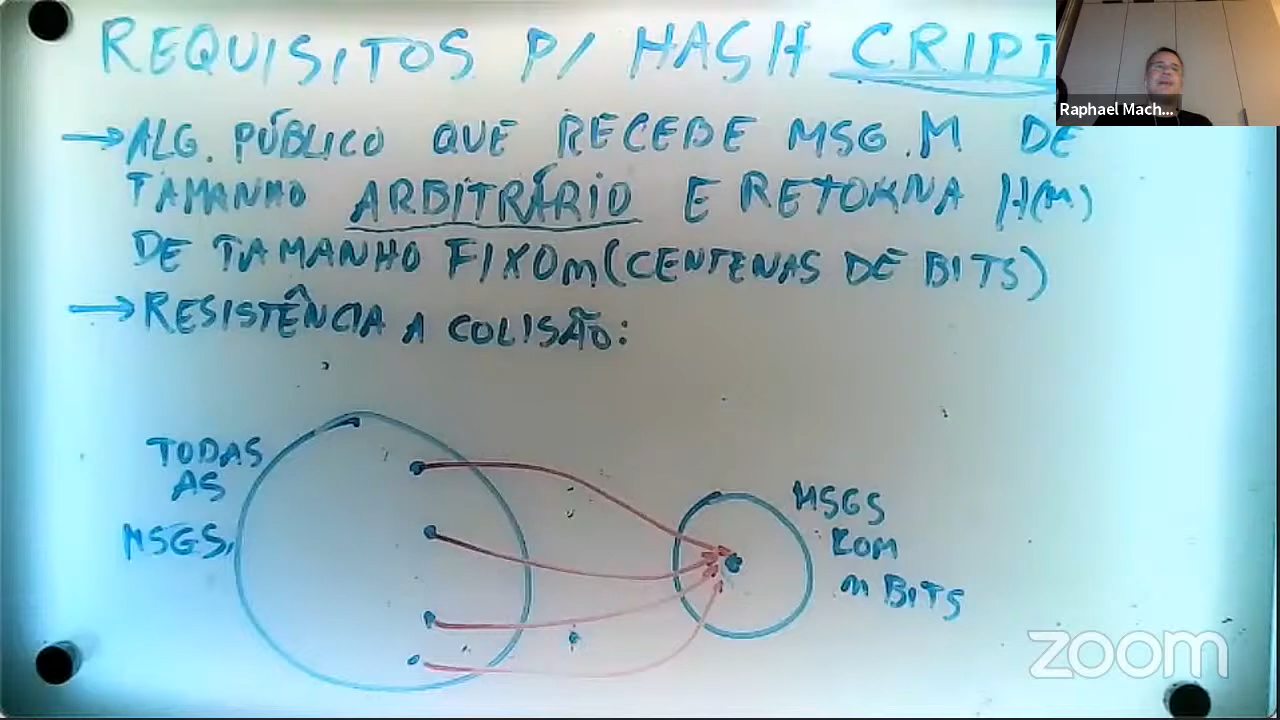 REQUISITOS P/ HASH CRIPT
Raphael Mach...
→ ALG. PÚBLICO QUE RECEBE MSG. M DE
TAMANHO ARBITRÁRIO E RETORNA H(M)
DE TAMANHO FIXO m (CENTENAS DE BITS)
→ RESISTÊNCIA A COLISÃO:
TODAS
AS
MSGS,
MSGS
COM
m BITS
zoom